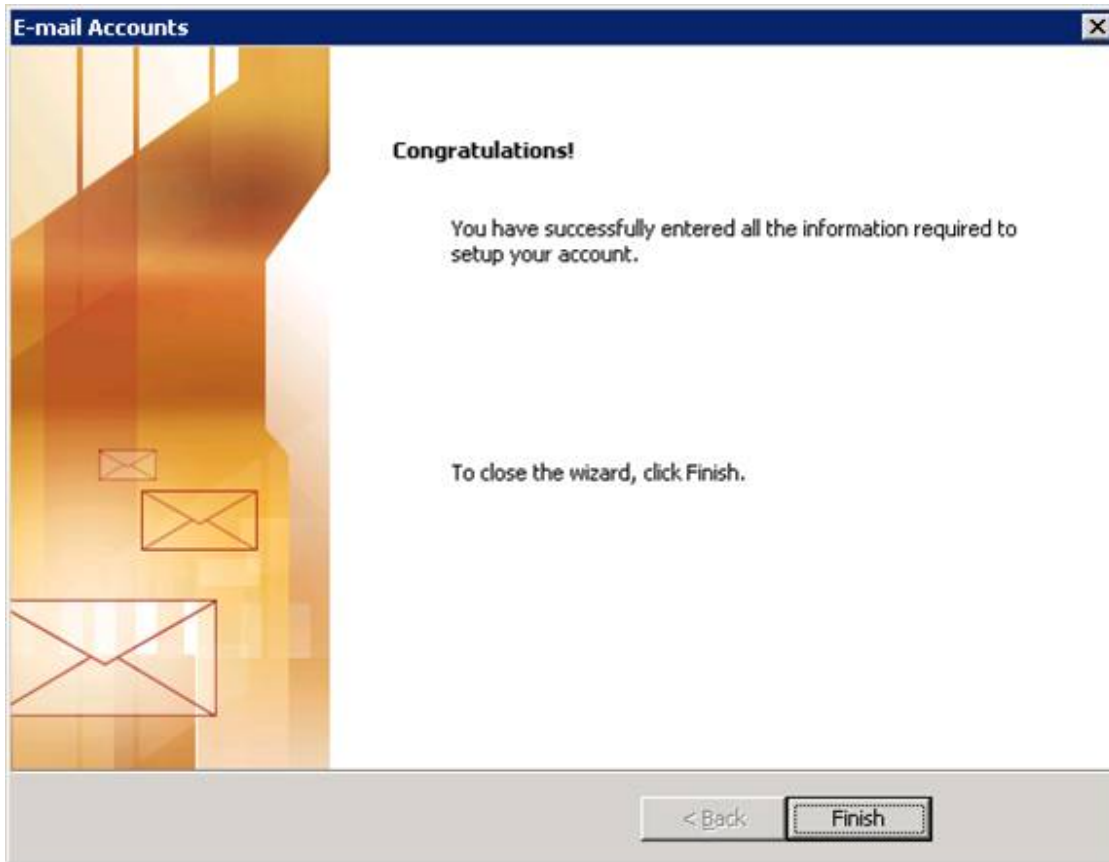 E-mail Accounts
Congratulations!
You have successfully entered all the information required to
setup your account.
To close the wizard, click Finish.
< Back
Finish